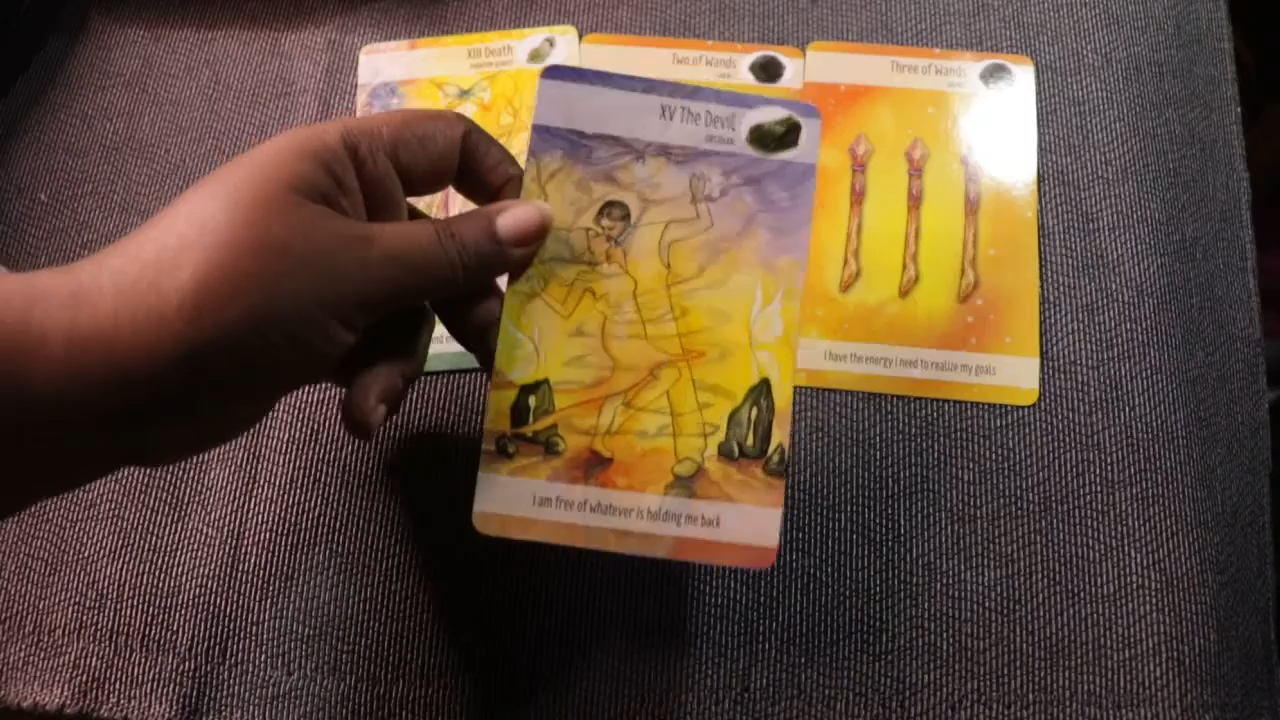 XIII Death
Two of Wands
Three of Wands
XV The Devil
I have the energy I need to realize my goals
I am free of whatever is holding me back